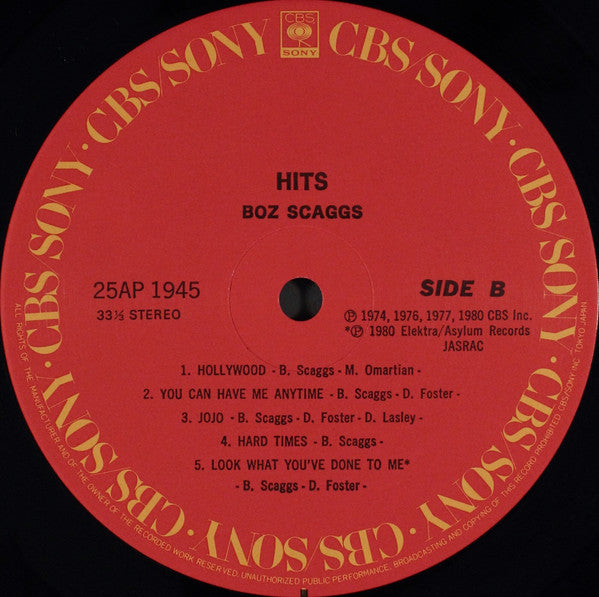 CBS
SONY
CBS/SONY · CBS/SONY · CBS/SONY · CBS/SONY · CBS/SONY · CBS/SONY · CBS/SONY · CBS/SONY
HITS
BOZ SCAGGS
25AP 1945
33⅓ STEREO
SIDE B
Ⓟ 1974, 1976, 1977, 1980 CBS Inc.
*Ⓟ 1980 Elektra/Asylum Records
JASRAC
1. HOLLYWOOD - B. Scaggs - M. Omartian -
2. YOU CAN HAVE ME ANYTIME - B. Scaggs - D. Foster -
3. JOJO - B. Scaggs - D. Foster - D. Lasley -
4. HARD TIMES - B. Scaggs -
5. LOOK WHAT YOU'VE DONE TO ME*
- B. Scaggs - D. Foster -
ALL RIGHTS OF THE MANUFACTURER AND OF THE OWNER OF THE RECORDED WORK RESERVED. UNAUTHORIZED PUBLIC PERFORMANCE, BROADCASTING AND COPYING OF THIS RECORD PROHIBITED CBS/SONY INC. TOKYO JAPAN